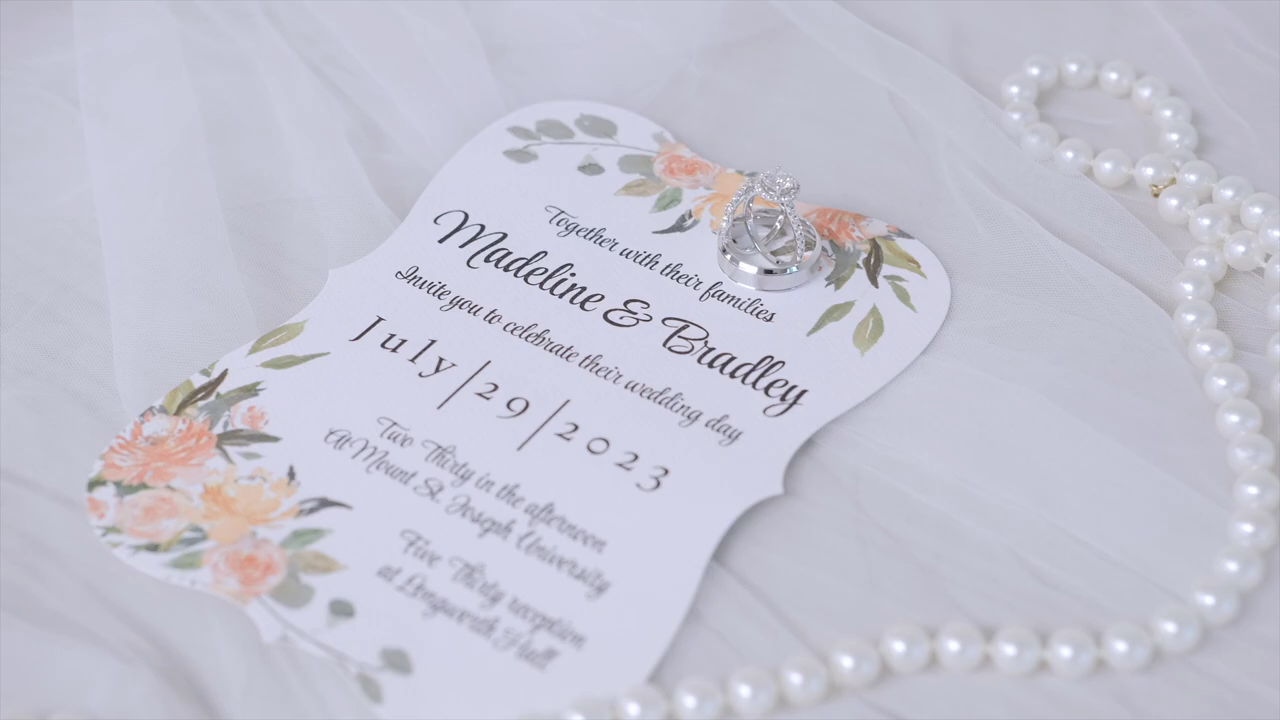 Together with their families
Madeline & Bradley
Invite you to celebrate their wedding day
July | 29 | 2023
Two Thirty in the afternoon
At Mount St. Joseph University
Five Thirty reception
at Longworth Hall